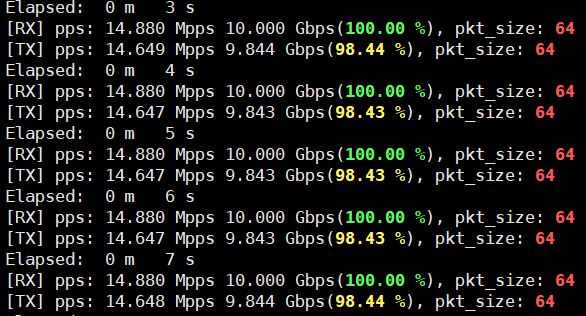 Elapsed:  0 m   3 s
[RX] pps: 14.880 Mpps 10.000 Gbps(100.00 %), pkt_size: 64
[TX] pps: 14.649 Mpps 9.844 Gbps(98.44 %), pkt_size: 64
Elapsed:  0 m   4 s
[RX] pps: 14.880 Mpps 10.000 Gbps(100.00 %), pkt_size: 64
[TX] pps: 14.647 Mpps 9.843 Gbps(98.43 %), pkt_size: 64
Elapsed:  0 m   5 s
[RX] pps: 14.880 Mpps 10.000 Gbps(100.00 %), pkt_size: 64
[TX] pps: 14.647 Mpps 9.843 Gbps(98.43 %), pkt_size: 64
Elapsed:  0 m   6 s
[RX] pps: 14.880 Mpps 10.000 Gbps(100.00 %), pkt_size: 64
[TX] pps: 14.647 Mpps 9.843 Gbps(98.43 %), pkt_size: 64
Elapsed:  0 m   7 s
[RX] pps: 14.880 Mpps 10.000 Gbps(100.00 %), pkt_size: 64
[TX] pps: 14.648 Mpps 9.844 Gbps(98.44 %), pkt_size: 64